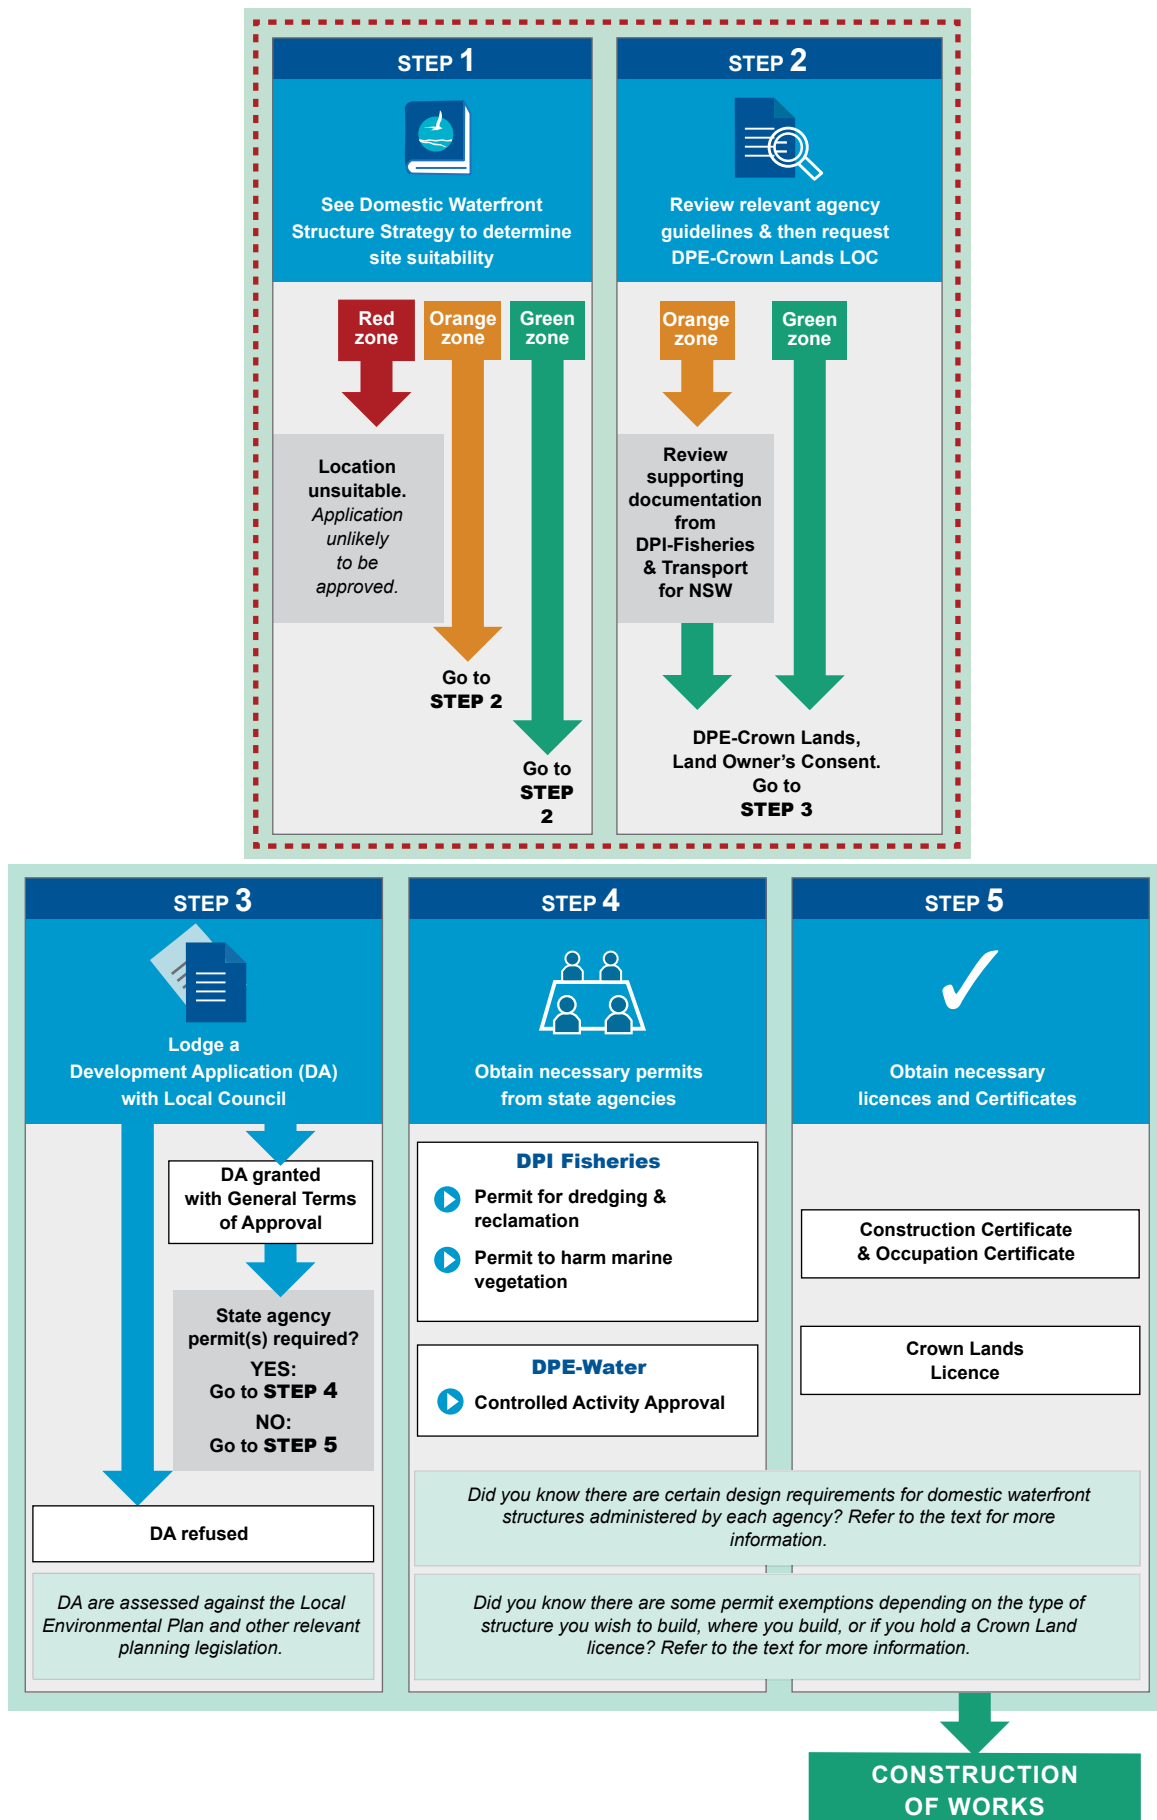 STEP 1
See Domestic Waterfront
Structure Strategy to determine
site suitability
Red
zone
Orange
zone
Green
zone
Location
unsuitable.
Application
unlikely
to be
approved.
Go to
STEP 2
Go to
STEP
2
STEP 2
Review relevant agency
guidelines & then request
DPE-Crown Lands LOC
Orange
zone
Green
zone
Review
supporting
documentation
from
DPI-Fisheries
& Transport
for NSW
DPE-Crown Lands,
Land Owner's Consent.
Go to
STEP 3
STEP 3
Lodge a
Development Application (DA)
with Local Council
DA granted
with General Terms
of Approval
State agency
permit(s) required?
YES:
Go to STEP 4
NO:
Go to STEP 5
DA refused
DA are assessed against the Local
Environmental Plan and other relevant
planning legislation.
STEP 4
Obtain necessary permits
from state agencies
DPI Fisheries
Permit for dredging &
reclamation
Permit to harm marine
vegetation
DPE-Water
Controlled Activity Approval
STEP 5
Obtain necessary
licences and Certificates
Construction Certificate
& Occupation Certificate
Crown Lands
Licence
Did you know there are certain design requirements for domestic waterfront
structures administered by each agency? Refer to the text for more
information.
Did you know there are some permit exemptions depending on the type of
structure you wish to build, where you build, or if you hold a Crown Land
licence? Refer to the text for more information.
CONSTRUCTION
OF WORKS